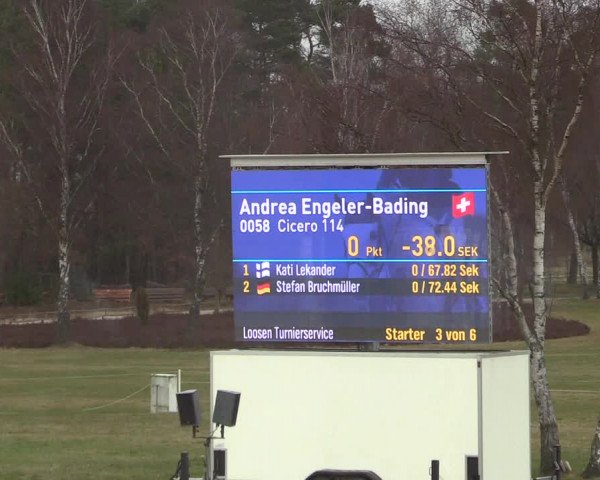 Andrea Engeler-Bading
0058 Cicero 114
0 Pkt -38.0 SEK
1 Kati Lekander 0 / 67.82 Sek
2 Stefan Bruchmüller 0 / 72.44 Sek
Loosen Turnierservice Starter 3 von 6